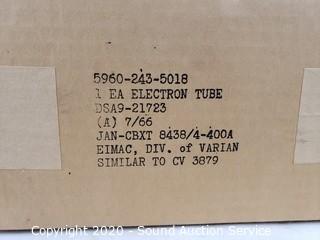 5960-243-5018
1 EA ELECTRON TUBE
DSA9-21723
(A) 7/66
JAN-CBXT 8438/4-400A
EIMAC, DIV. of VARIAN
SIMILAR TO CV 3879
Copyright 2020 - Aur - Sound Auction Service